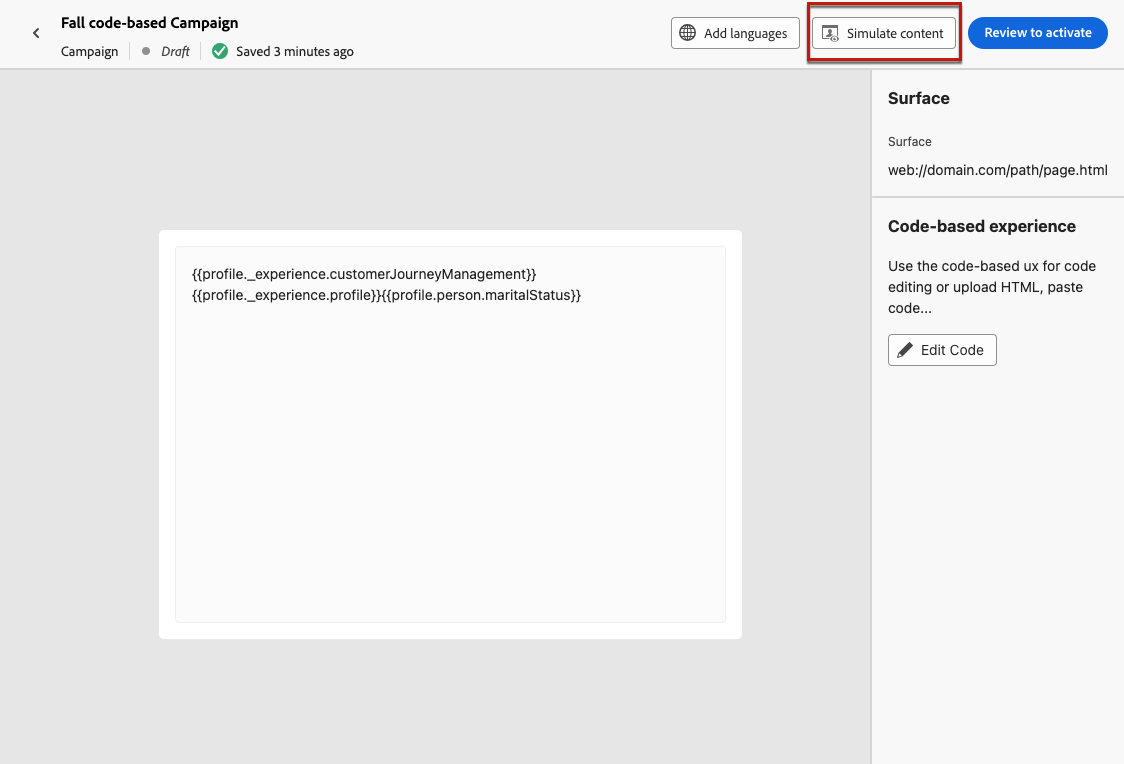 Fall code-based Campaign
Campaign Draft Saved 3 minutes ago
Add languages
Simulate content
Review to activate
{{profile._experience.customerJourneyManagement}}
{{profile._experience.profile}}{{profile.person.maritalStatus}}
Surface
Surface
web://domain.com/path/page.html
Code-based experience
Use the code-based ux for code
editing or upload HTML, paste
code...
Edit Code